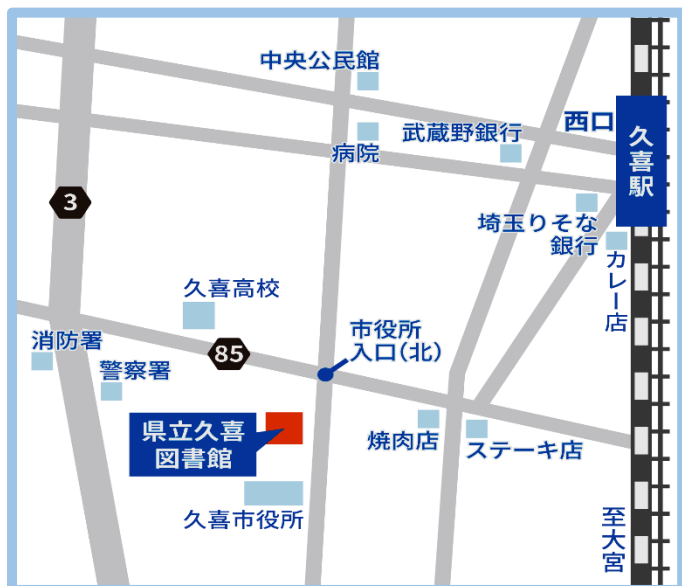 中央公民館
西口
久喜駅
武蔵野銀行
病院
3
埼玉りそな
銀行
カレー店
久喜高校
市役所
入口(北)
消防署
85
警察署
県立久喜
図書館
焼肉店
ステーキ店
久喜市役所
至大宮